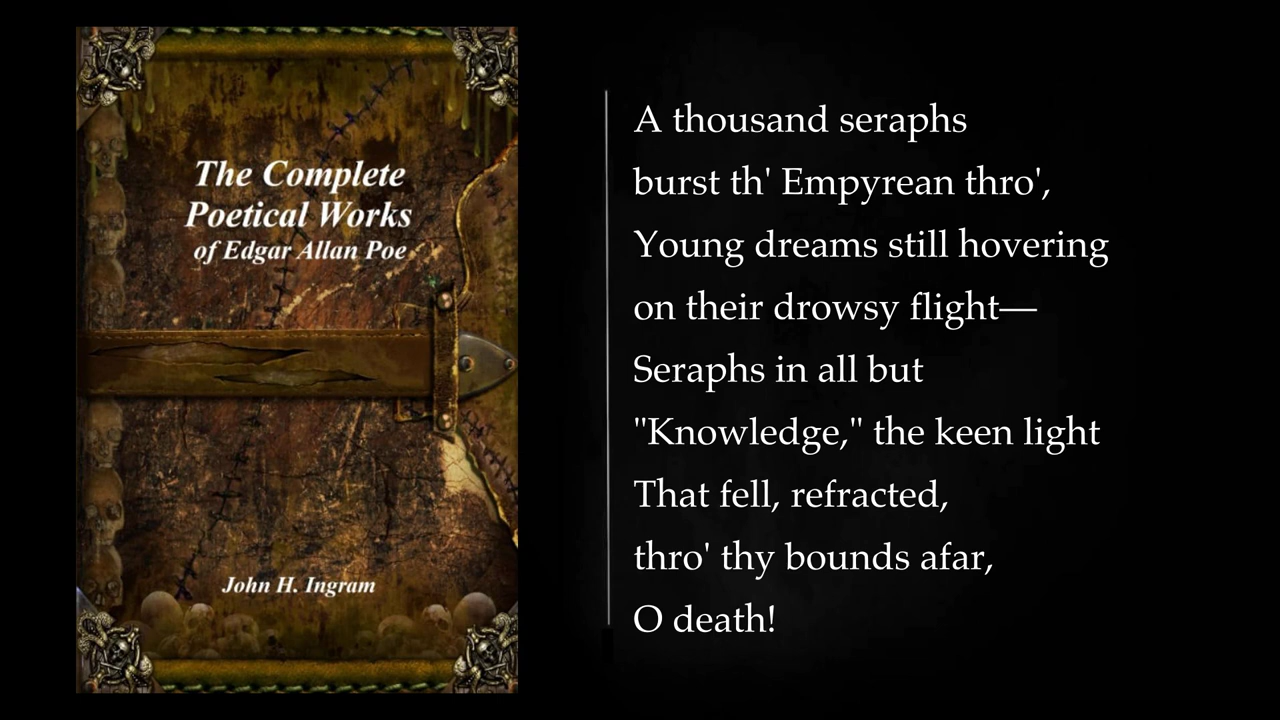 The Complete
Poetical Works
of Edgar Allan Poe
John H. Ingram
A thousand seraphs
burst th' Empyrean thro',
Young dreams still hovering
on their drowsy flight—
Seraphs in all but
"Knowledge," the keen light
That fell, refracted,
thro' thy bounds afar,
O death!